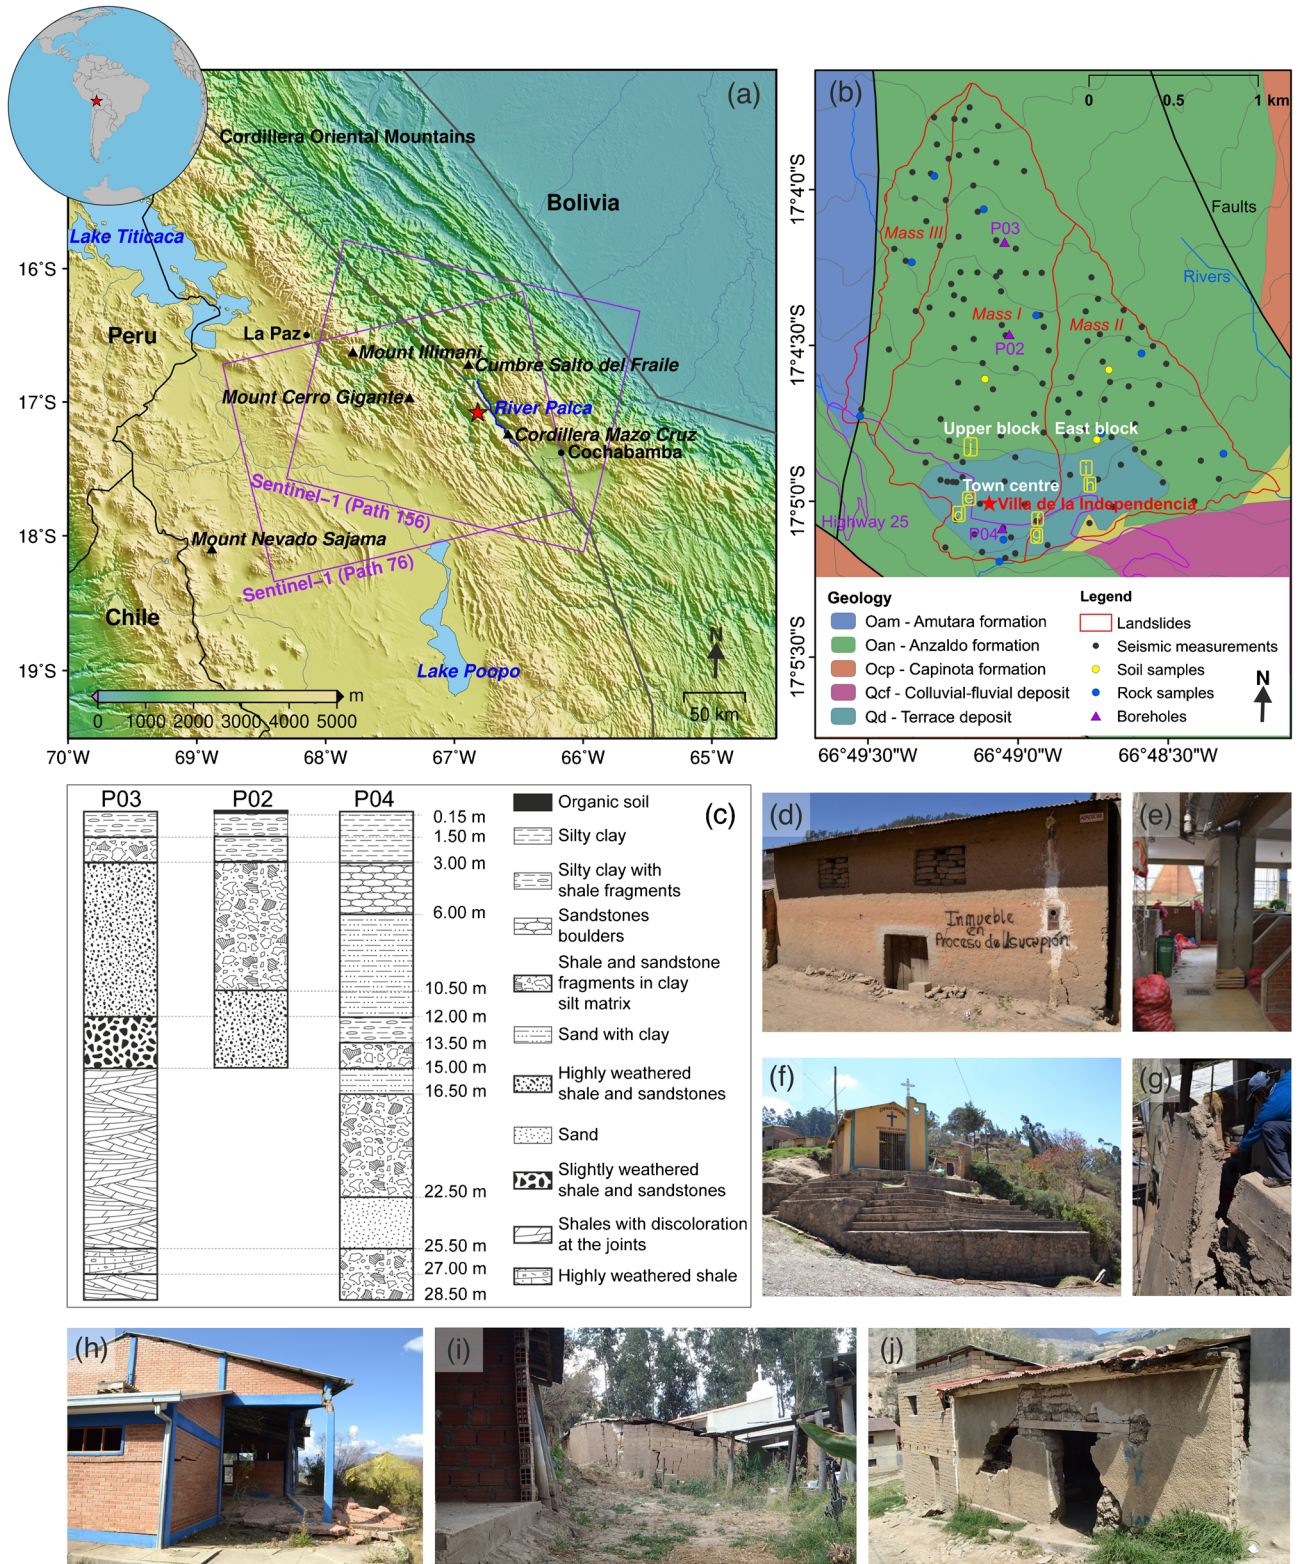 (a)
Cordillera Oriental Mountains
Bolivia
Lake Titicaca
16°S
Peru
La Paz
Mount Illimani
Cumbre Salto del Fraile
Mount Cerro Gigante
17°S
River Palca
Cordillera Mazo Cruz
Cochabamba
Sentinel-1 (Path 156)
Mount Nevado Sajama
18°S
Sentinel-1 (Path 76)
Chile
19°S
Lake Poopo
N
m
0 1000 2000 3000 4000 5000
50 km
70°W 69°W 68°W 67°W 66°W 65°W
(b)
0 0.5 1 km
17°4'0"S
Faults
P03
Mass III
Rivers
Mass I
Mass II
17°4'30"S
P02
Upper block
East block
j
i
h
Town centre
e
17°5'0"S
Villa de la Independencia
d
f
Highway 25
P04
g
Geology
Oam - Amutara formation
Oan - Anzaldo formation
Ocp - Capinota formation
Qcf - Colluvial-fluvial deposit
Qd - Terrace deposit
Legend
Landslides
Seismic measurements
Soil samples
Rock samples
Boreholes
N
17°5'30"S
66°49'30"W 66°49'0"W 66°48'30"W
(c)
P03 P02 P04
0.15 m
1.50 m
3.00 m
6.00 m
10.50 m
12.00 m
13.50 m
15.00 m
16.50 m
22.50 m
25.50 m
27.00 m
28.50 m
Organic soil
Silty clay
Silty clay with
shale fragments
Sandstones
boulders
Shale and sandstone
fragments in clay
silt matrix
Sand with clay
Highly weathered
shale and sandstones
Sand
Slightly weathered
shale and sandstones
Shales with discoloration
at the joints
Highly weathered shale
(d)
Inmueble
en
Proceso de Usucapión
(e)
(f)
(g)
(h)
(i)
(j)